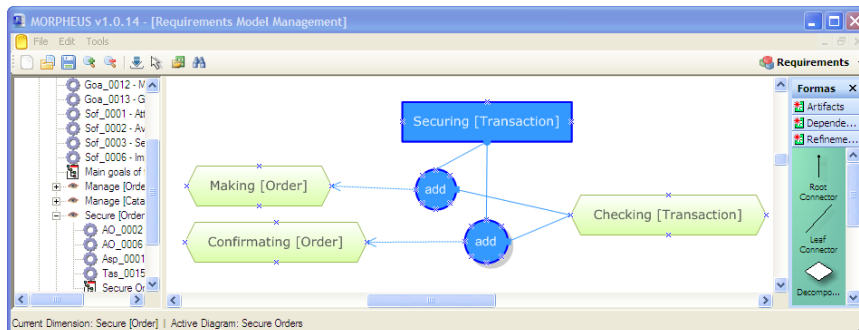 MORPHEUS v1.0.14 - [Requirements Model Management]
File Edit Tools
Requirements
Goa_0012 - M
Goa_0013 - G
Sof_0001 - Att
Sof_0002 - Av
Sof_0003 - Se
Sof_0006 - Im
Main goals of
Manage [Orde
Manage [Cata
Secure [Order
AO_0002
AO_0006
Asp_0001
Tas_0015
Secure Or
Securing [Transaction]
Making [Order]
add
Checking [Transaction]
Confirmating [Order]
add
Formas
Artifacts
Depende...
Refineme...
Root
Connector
Leaf
Connector
Decompo...
Current Dimension: Secure [Order] | Active Diagram: Secure Orders